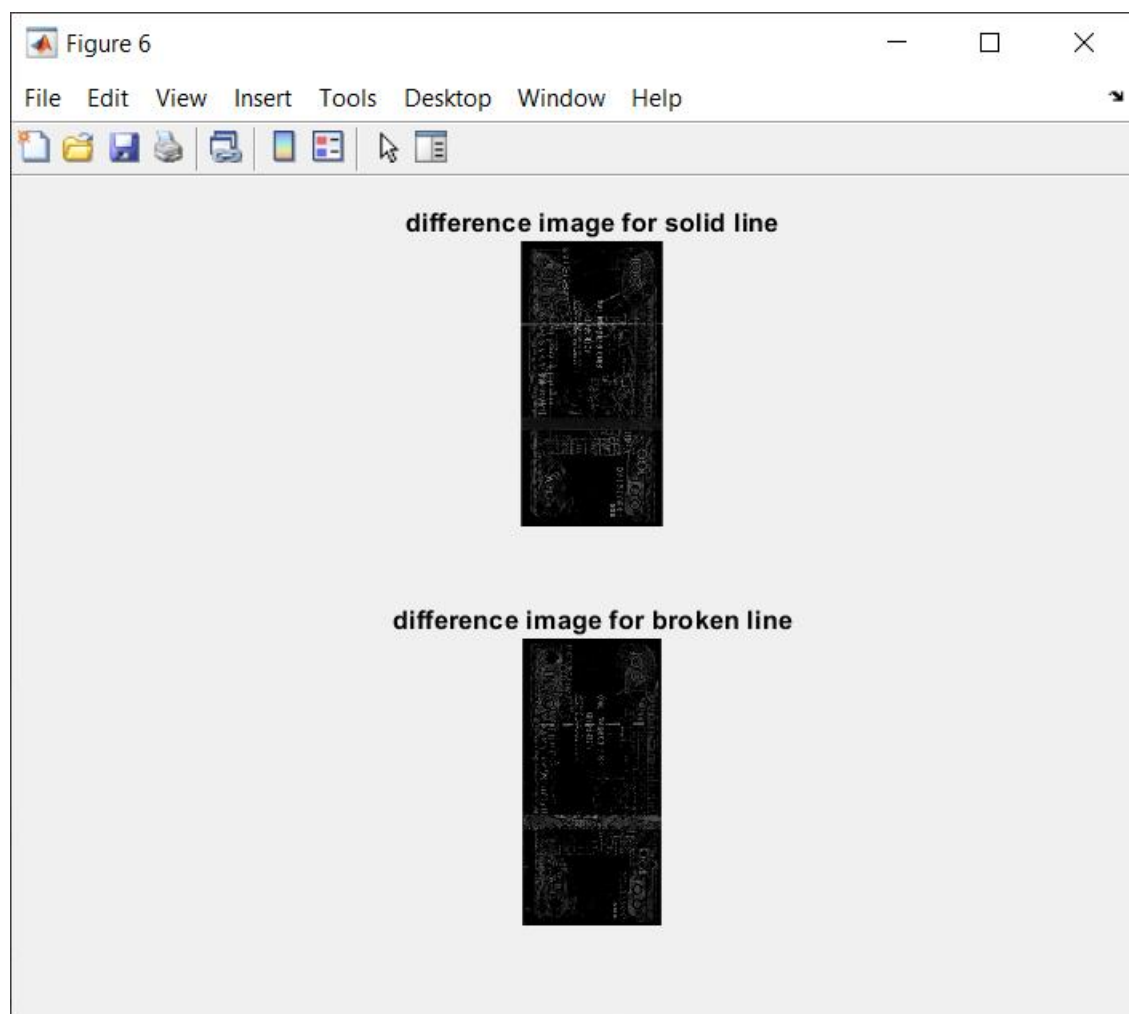 Figure 6
File Edit View Insert Tools Desktop Window Help
difference image for solid line
difference image for broken line